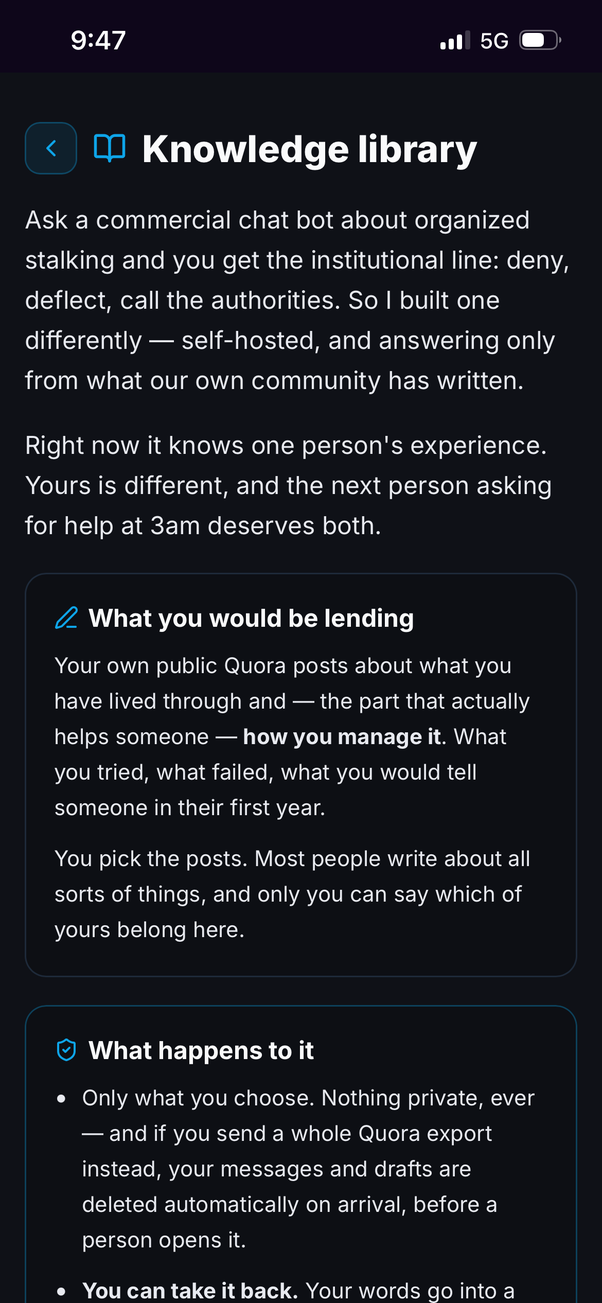 9:47
5G
Knowledge library
Ask a commercial chat bot about organized
stalking and you get the institutional line: deny,
deflect, call the authorities. So I built one
differently — self-hosted, and answering only
from what our own community has written.
Right now it knows one person's experience.
Yours is different, and the next person asking
for help at 3am deserves both.
What you would be lending
Your own public Quora posts about what you
have lived through and — the part that actually
helps someone — how you manage it. What
you tried, what failed, what you would tell
someone in their first year.
You pick the posts. Most people write about all
sorts of things, and only you can say which of
yours belong here.
What happens to it
• Only what you choose. Nothing private, ever
— and if you send a whole Quora export
instead, your messages and drafts are
deleted automatically on arrival, before a
person opens it.
• You can take it back. Your words go into a